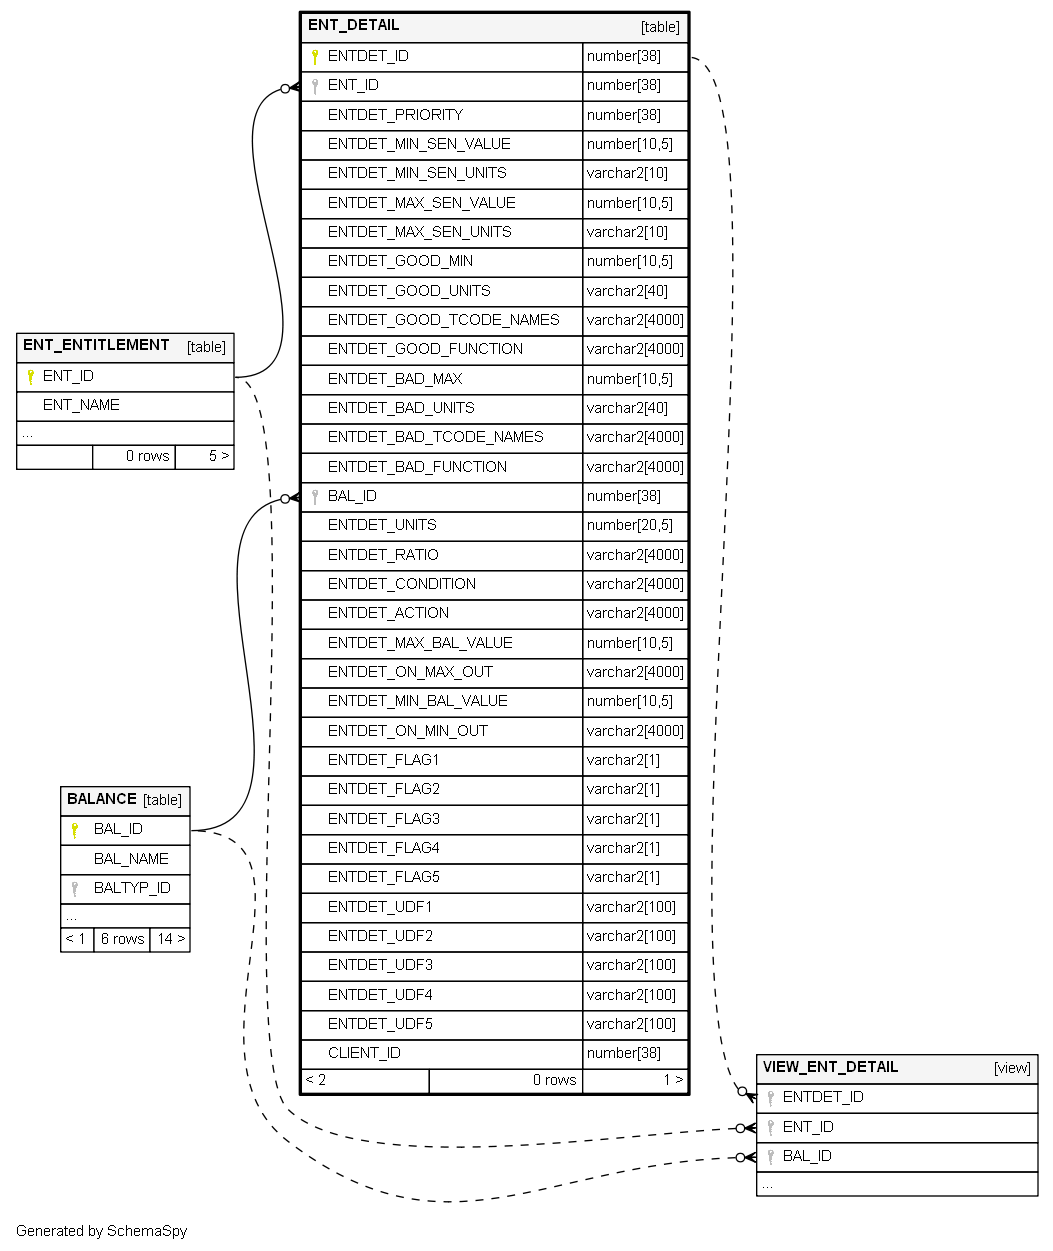 ENT_DETAIL [table]
ENTDET_ID number[38]
ENT_ID number[38]
ENTDET_PRIORITY number[38]
ENTDET_MIN_SEN_VALUE number[10,5]
ENTDET_MIN_SEN_UNITS varchar2[10]
ENTDET_MAX_SEN_VALUE number[10,5]
ENTDET_MAX_SEN_UNITS varchar2[10]
ENTDET_GOOD_MIN number[10,5]
ENTDET_GOOD_UNITS varchar2[40]
ENTDET_GOOD_TCODE_NAMES varchar2[4000]
ENTDET_GOOD_FUNCTION varchar2[4000]
ENTDET_BAD_MAX number[10,5]
ENTDET_BAD_UNITS varchar2[40]
ENTDET_BAD_TCODE_NAMES varchar2[4000]
ENTDET_BAD_FUNCTION varchar2[4000]
BAL_ID number[38]
ENTDET_UNITS number[20,5]
ENTDET_RATIO varchar2[4000]
ENTDET_CONDITION varchar2[4000]
ENTDET_ACTION varchar2[4000]
ENTDET_MAX_BAL_VALUE number[10,5]
ENTDET_ON_MAX_OUT varchar2[4000]
ENTDET_MIN_BAL_VALUE number[10,5]
ENTDET_ON_MIN_OUT varchar2[4000]
ENTDET_FLAG1 varchar2[1]
ENTDET_FLAG2 varchar2[1]
ENTDET_FLAG3 varchar2[1]
ENTDET_FLAG4 varchar2[1]
ENTDET_FLAG5 varchar2[1]
ENTDET_UDF1 varchar2[100]
ENTDET_UDF2 varchar2[100]
ENTDET_UDF3 varchar2[100]
ENTDET_UDF4 varchar2[100]
ENTDET_UDF5 varchar2[100]
CLIENT_ID number[38]
< 2 0 rows 1 >
ENT_ENTITLEMENT [table]
ENT_ID
ENT_NAME
...
0 rows 5 >
BALANCE [table]
BAL_ID
BAL_NAME
BALTYP_ID
...
< 1 6 rows 14 >
VIEW_ENT_DETAIL [view]
ENTDET_ID
ENT_ID
BAL_ID
...
Generated by SchemaSpy